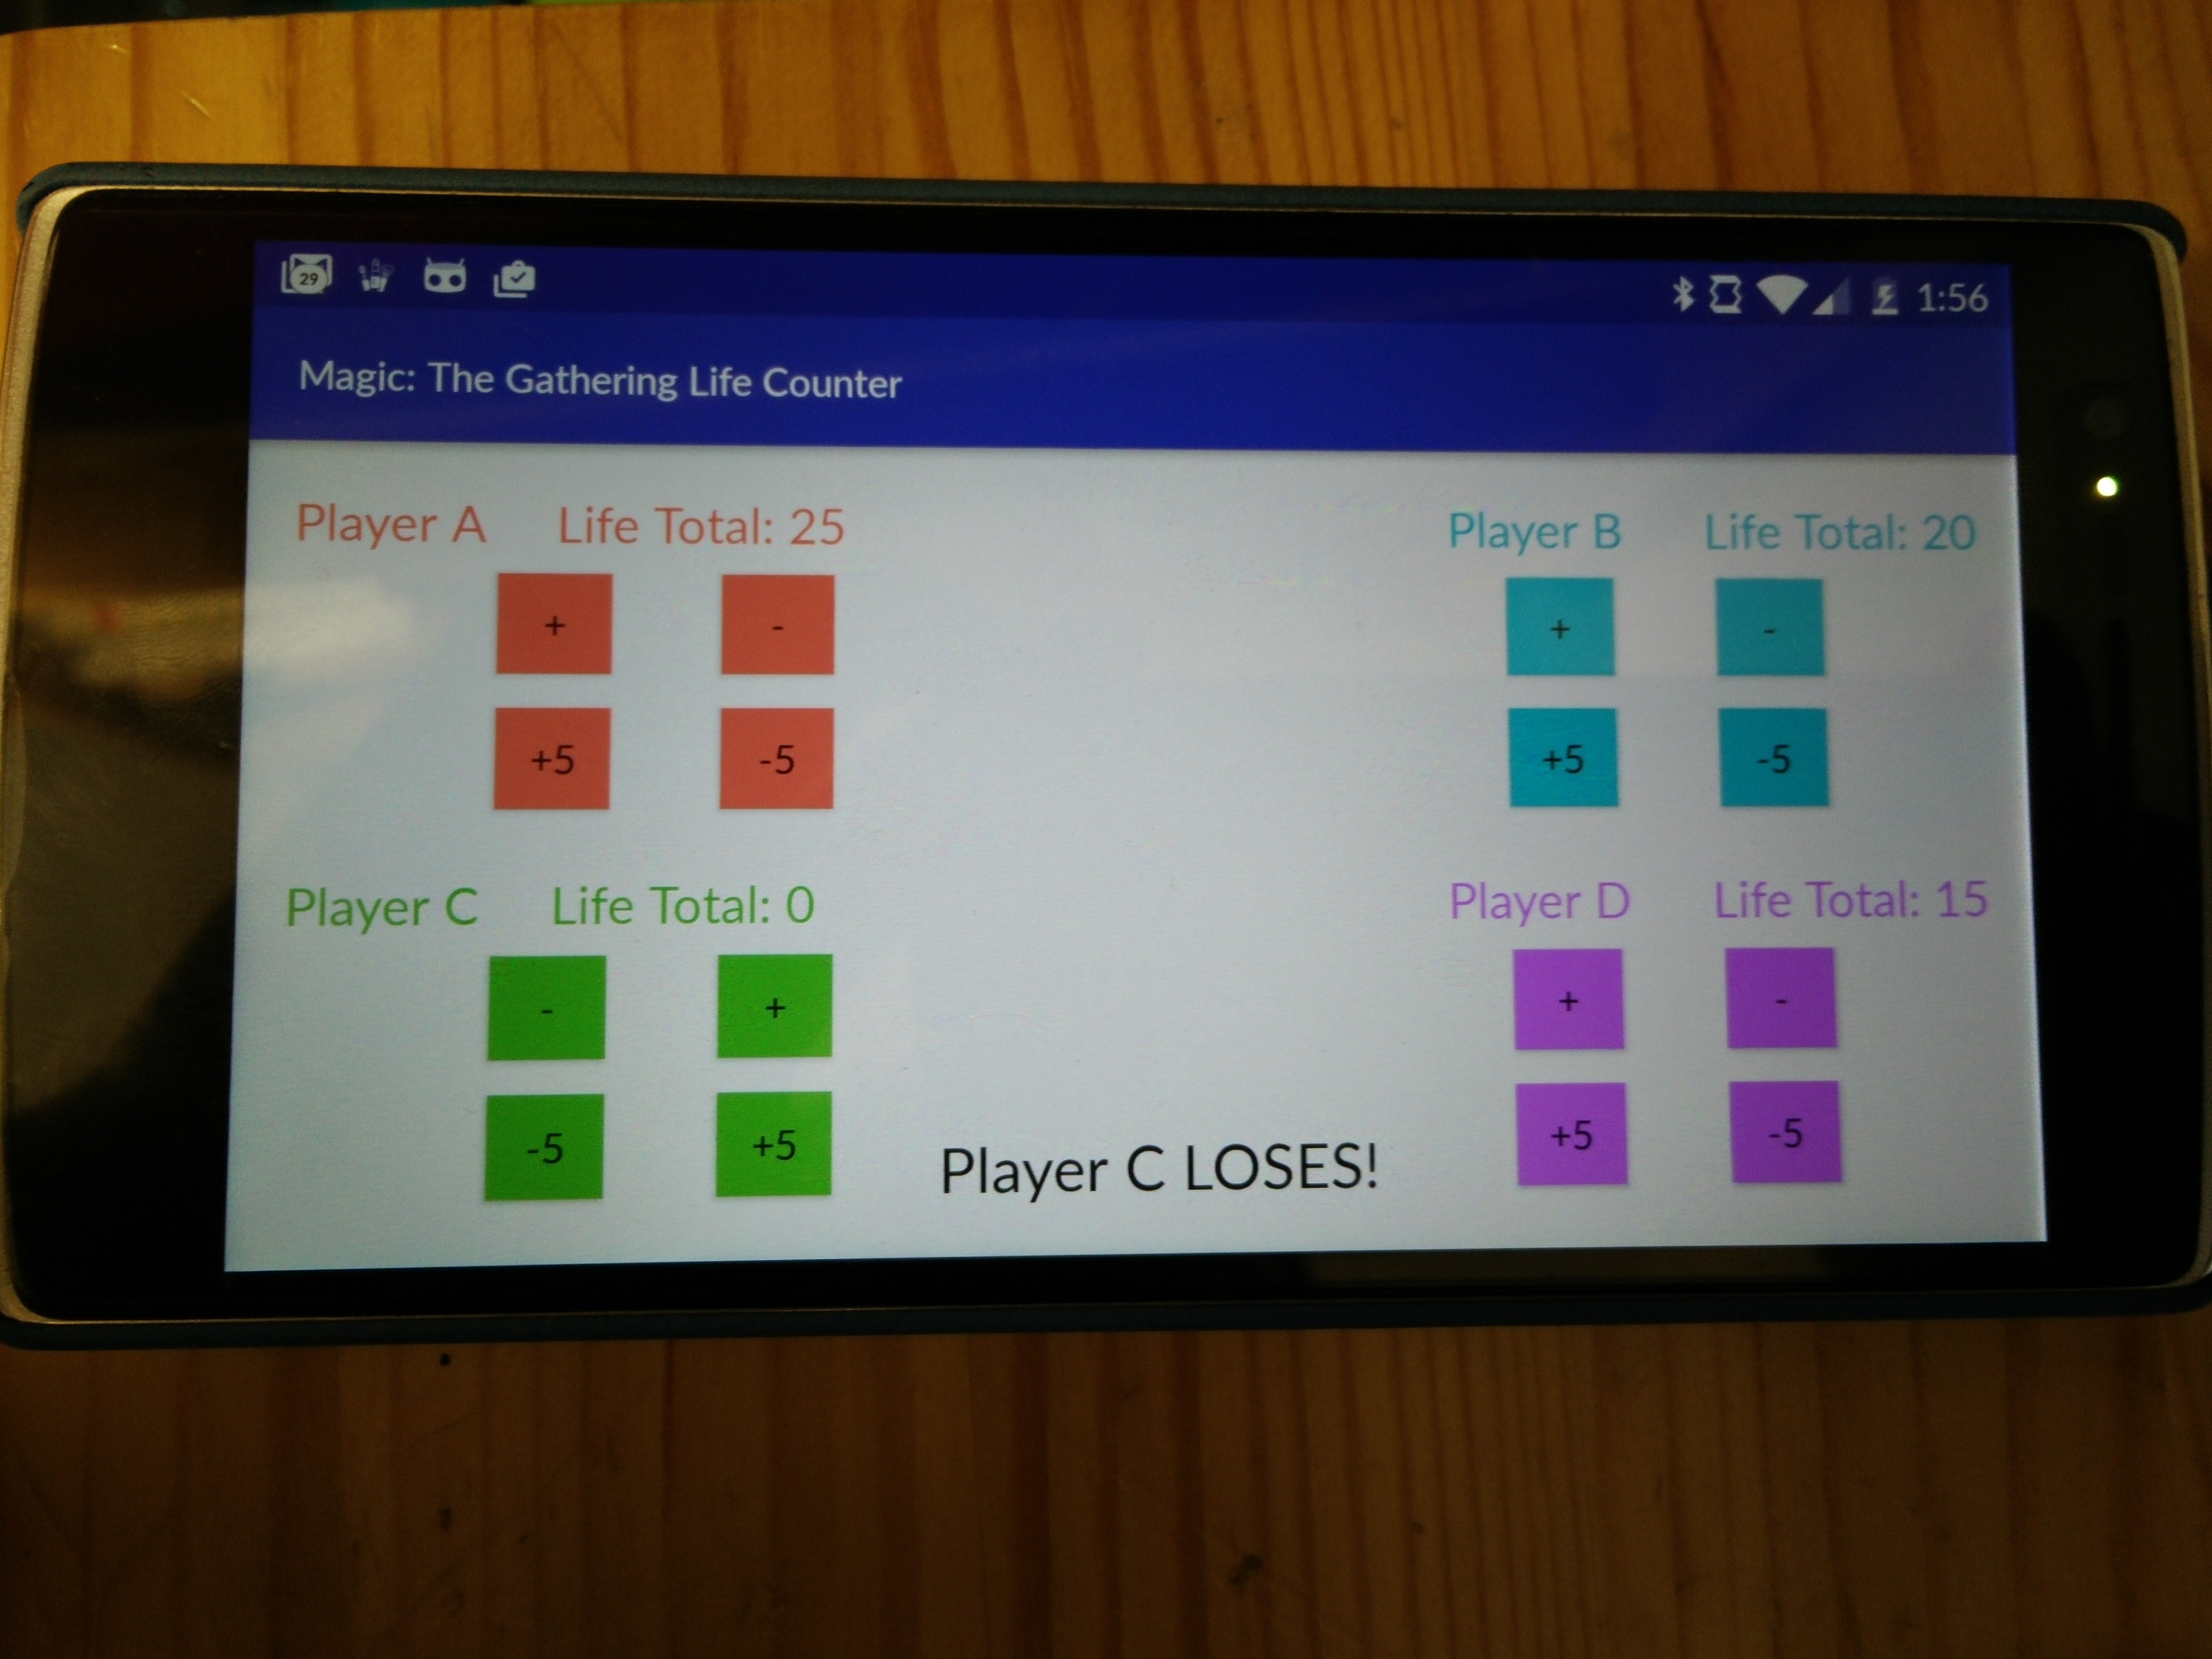 29
1:56
Magic: The Gathering Life Counter
Player A Life Total: 25
+ -
+5 -5
Player B Life Total: 20
+ -
+5 -5
Player C Life Total: 0
- +
-5 +5
Player D Life Total: 15
+ -
+5 -5
Player C LOSES!